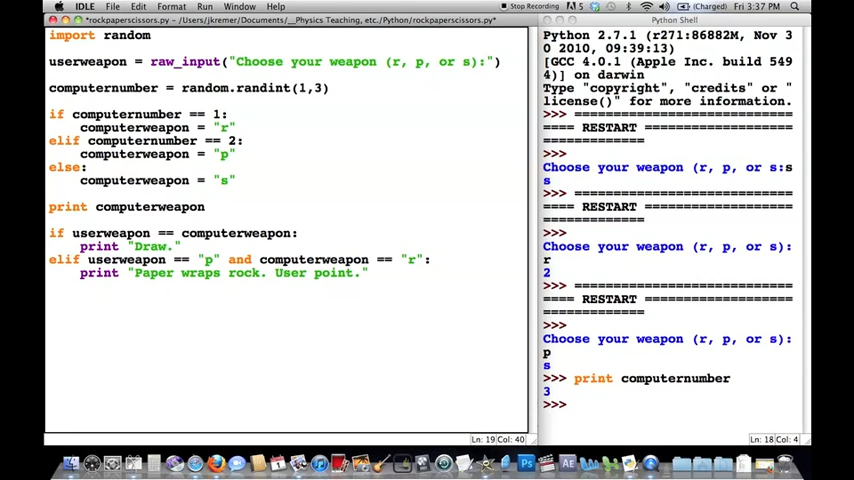 IDLE File Edit Format Run Windows Help
Stop Recording
5
(Charged) Fri 3:37 PM
*rockpaperscissors.py - /Users/jkremer/Documents/__Physics Teaching, etc./Python/rockpaperscissors.py*
import random
userweapon = raw_input("Choose your weapon (r, p, or s):")
computernumber = random.randint(1,3)
if computernumber == 1:
computerweapon = "r"
elif computernumber == 2:
computerweapon = "p"
else:
computerweapon = "s"
print computerweapon
if userweapon == computerweapon:
print "Draw."
elif userweapon == "p" and computerweapon == "r":
print "Paper wraps rock. User point."
Ln: 19 Col: 40
Python Shell
Python 2.7.1 (r271:86882M, Nov 3
0 2010, 09:39:13)
[GCC 4.0.1 (Apple Inc. build 549
4)] on darwin
Type "copyright", "credits" or "
license()" for more information.
>>> ============================
==== RESTART ===================
=============
>>>
Choose your weapon (r, p, or s:s
s
>>> ============================
==== RESTART ===================
=============
>>>
Choose your weapon (r, p, or s):
r
2
>>> ============================
==== RESTART ===================
=============
>>>
Choose your weapon (r, p, or s):
p
s
>>> print computernumber
3
>>>
Ln: 18 Col: 4